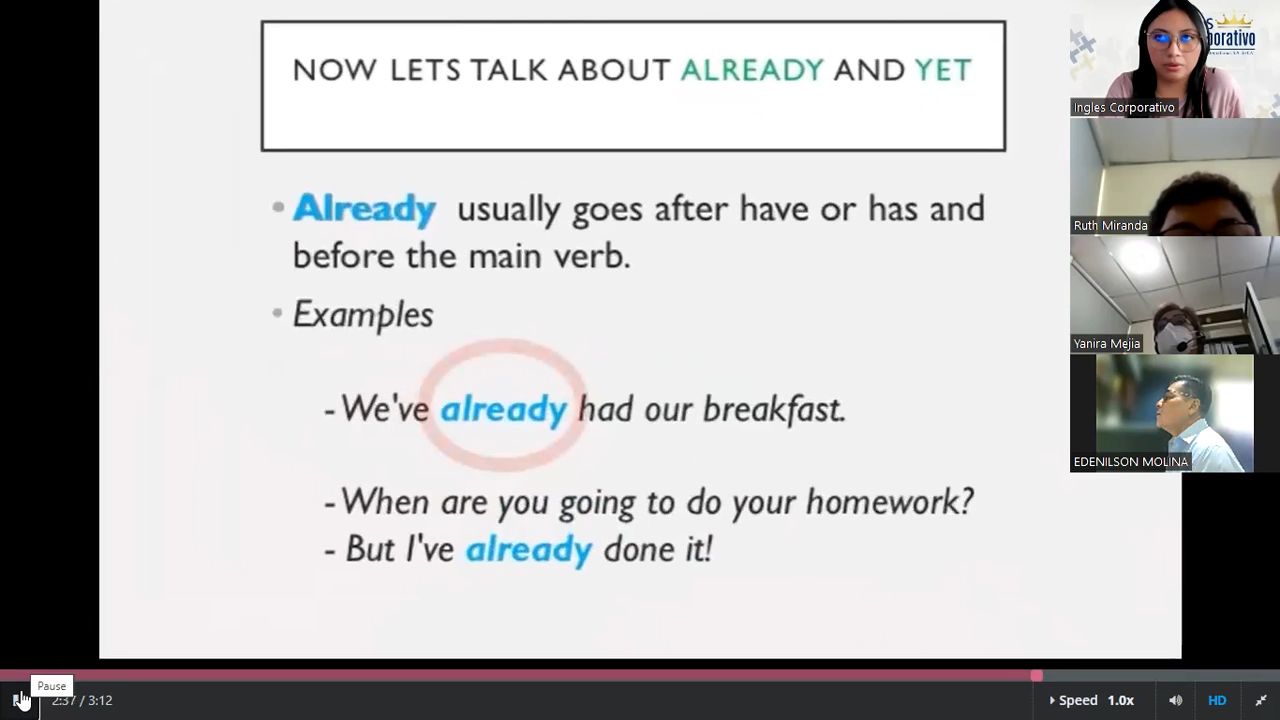 NOW LETS TALK ABOUT ALREADY AND YET
Already usually goes after have or has and
before the main verb.
Examples
- We've already had our breakfast.
- When are you going to do your homework?
- But I've already done it!
Ingles Corporativo
Ruth Miranda
Yanira Mejia
EDENILSON MOLINA
Pause
2:37 / 3:12
Speed 1.0x
HD